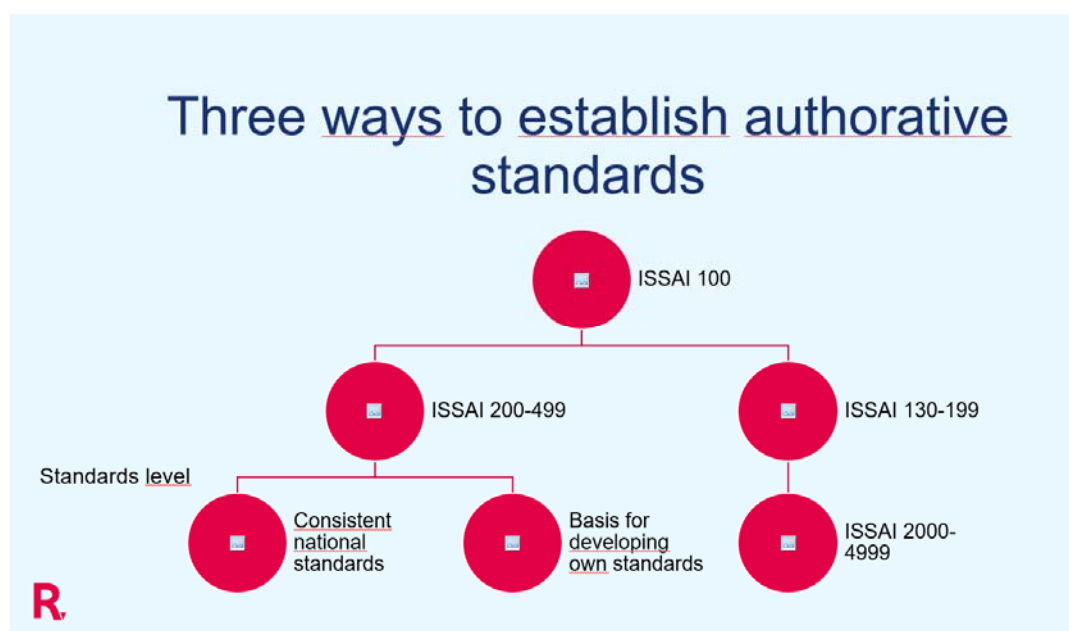 Three ways to establish authorative
standards
ISSAI 100
ISSAI 200-499
ISSAI 130-199
Standards level
Consistent
national
standards
Basis for
developing
own standards
ISSAI 2000-
4999
R